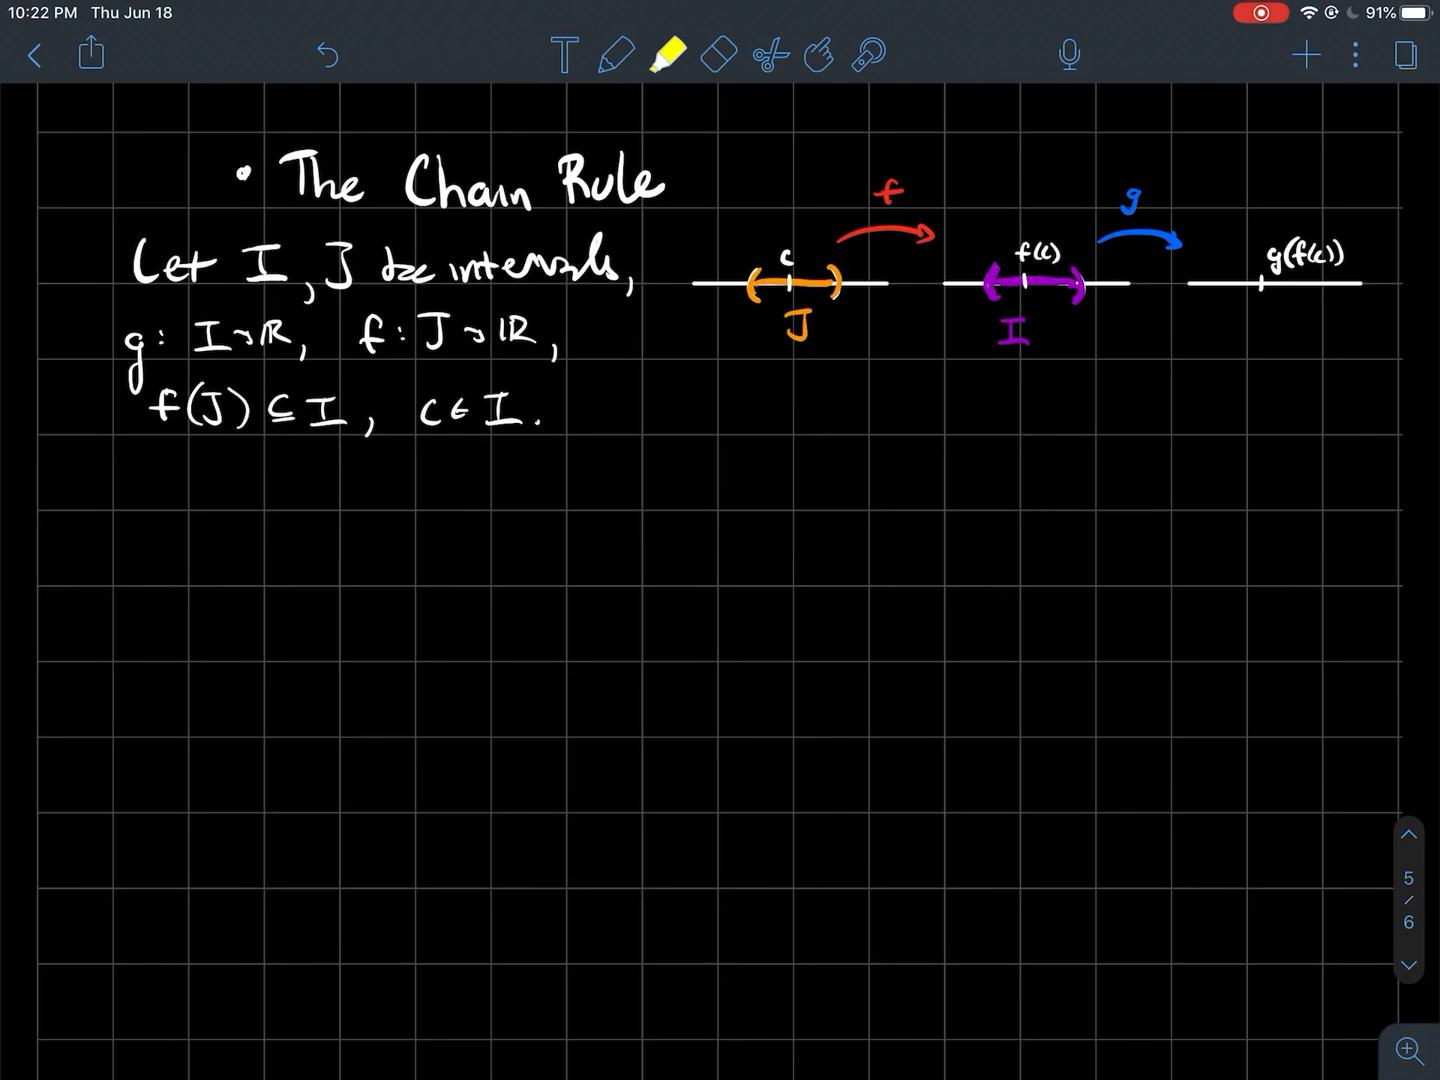 10:22 PM Thu Jun 18
91%
• The Chain Rule
Let I, J be intervals,
g: I→ℝ, f: J→ℝ,
f(J) ⊆ I, c ∈ I.
f
g
c
f(c)
g(f(c))
J
I
T
5
/
6